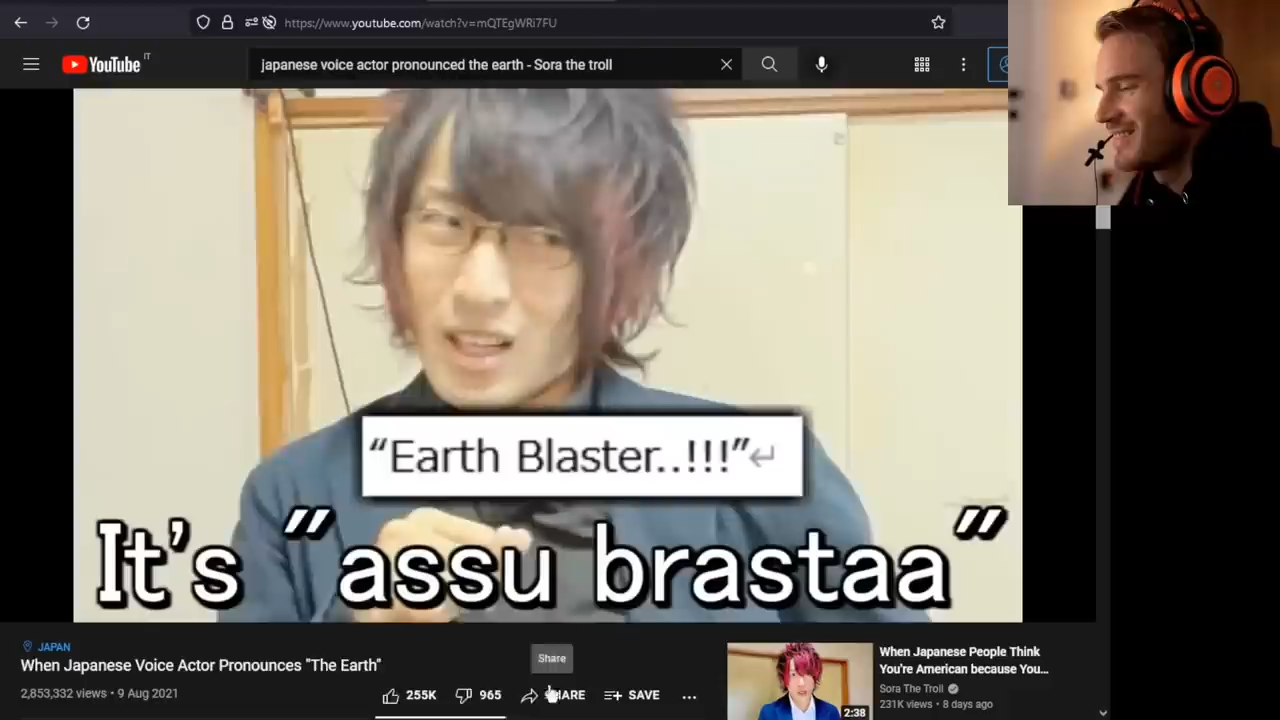 https://www.youtube.com/watch?v=mQTEgWRi7FU
YouTube IT
japanese voice actor pronounced the earth - Sora the troll
“Earth Blaster..!!!”↵
It's "assu brastaa"
JAPAN
Share
When Japanese Voice Actor Pronounces "The Earth"
2,853,332 views • 9 Aug 2021
255K
965
SHARE
SAVE
When Japanese People Think
You're American because You...
Sora The Troll
231K views • 8 days ago
2:38